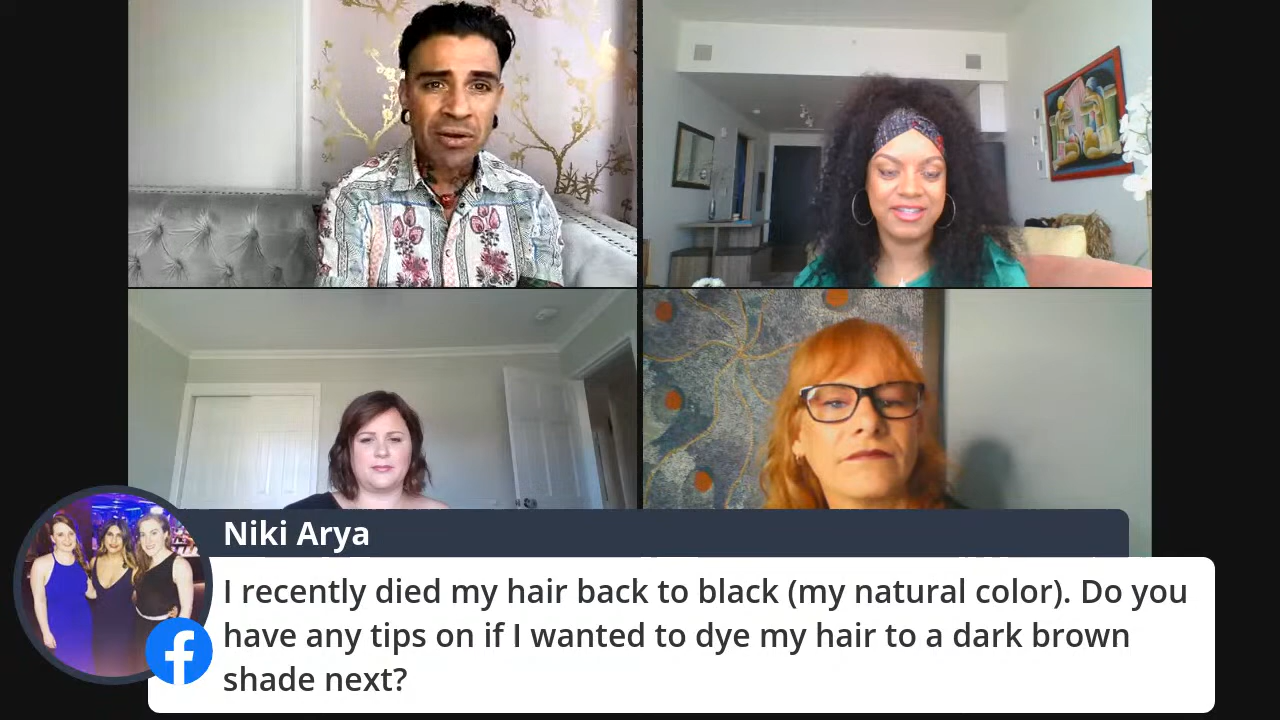 Niki Arya
I recently died my hair back to black (my natural color). Do you
have any tips on if I wanted to dye my hair to a dark brown
shade next?